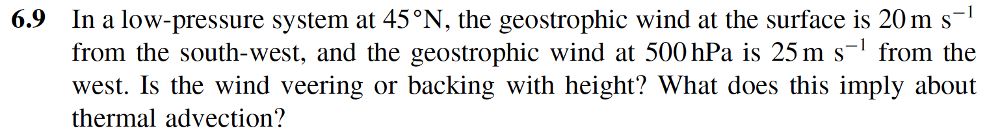 6.9 In a low-pressure system at 45°N, the geostrophic wind at the surface is 20 m s⁻¹
from the south-west, and the geostrophic wind at 500 hPa is 25 m s⁻¹ from the
west. Is the wind veering or backing with height? What does this imply about
thermal advection?